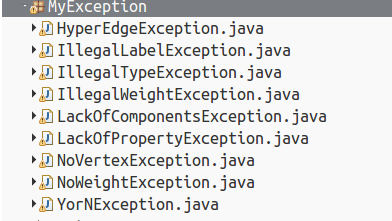 MyException
HyperEdgeException.java
IllegalLabelException.java
IllegalTypeException.java
IllegalWeightException.java
LackOfComponentsException.java
LackOfPropertyException.java
NoVertexException.java
NoWeightException.java
YorNException.java